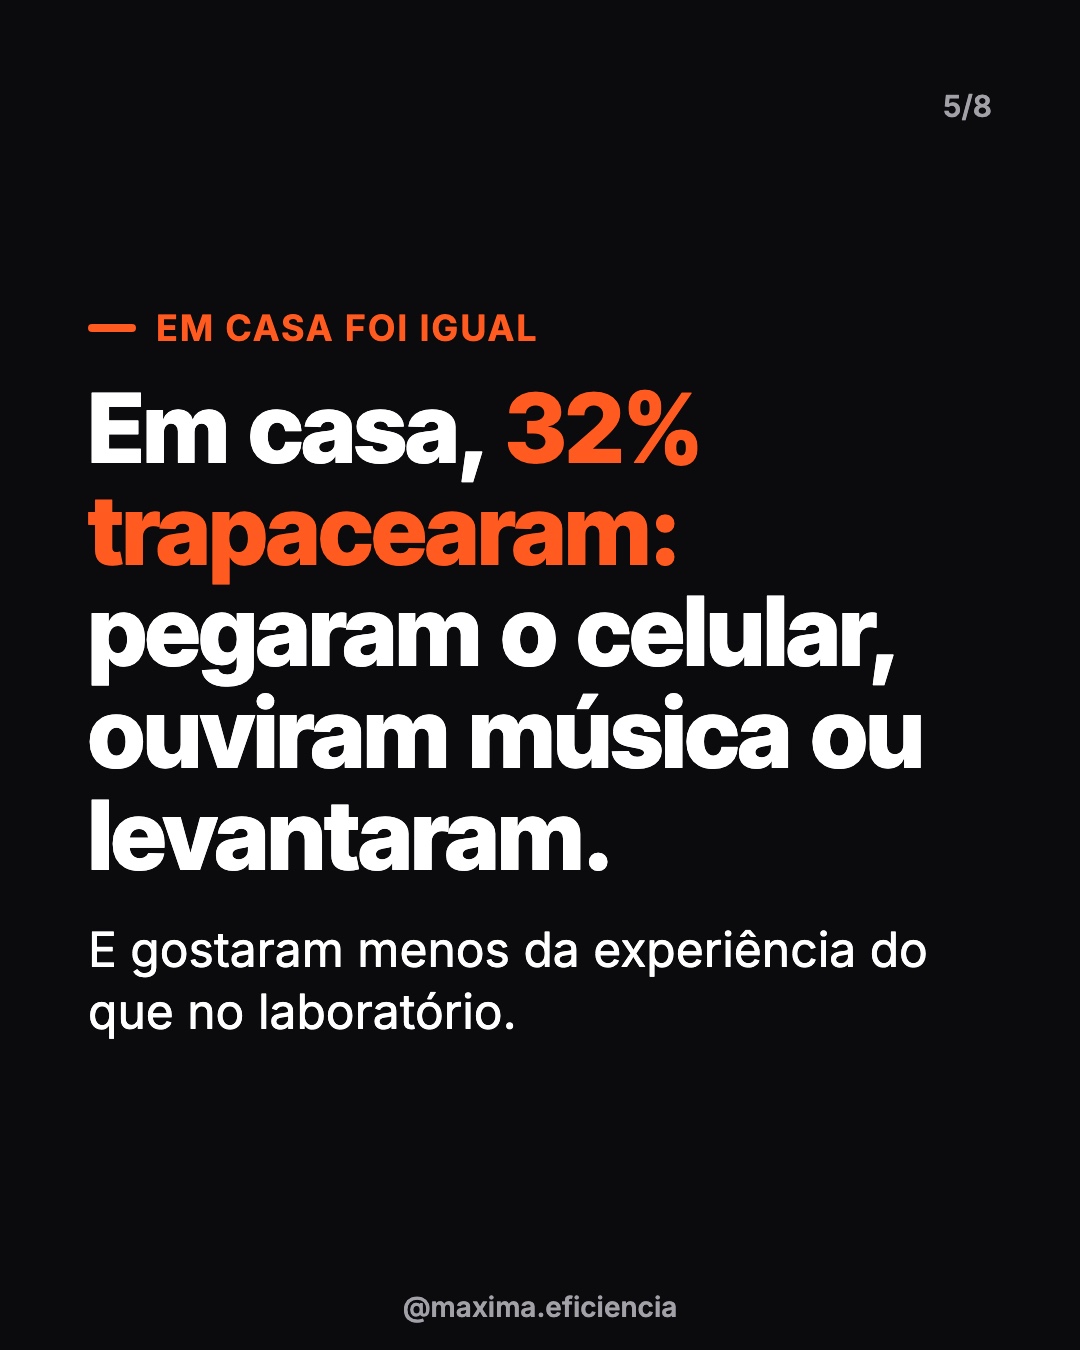 5/8
EM CASA FOI IGUAL
Em casa, 32%
trapacearam:
pegaram o celular,
ouviram música ou
levantaram.
E gostaram menos da experiência do
que no laboratório.
@maxima.eficiencia